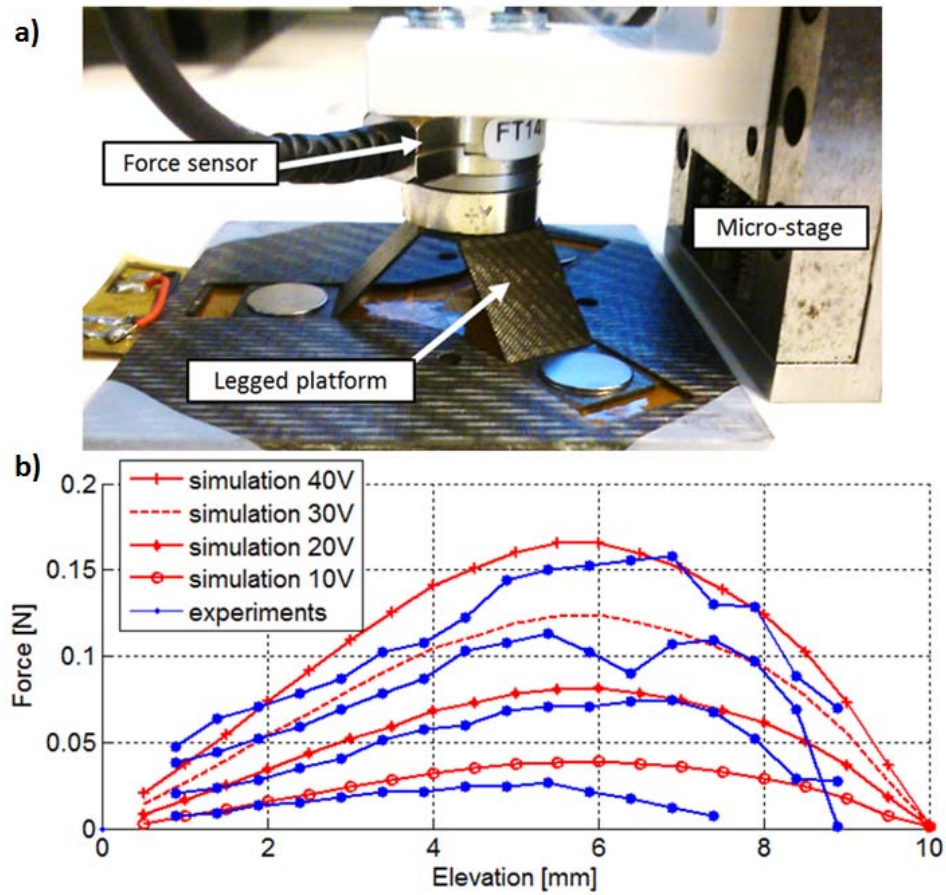 a)
FT14
Force sensor
Micro-stage
Legged platform
b)
simulation 40V
simulation 30V
simulation 20V
simulation 10V
experiments
Force [N]
0.2
0.15
0.1
0.05
0
0 2 4 6 8 10
Elevation [mm]